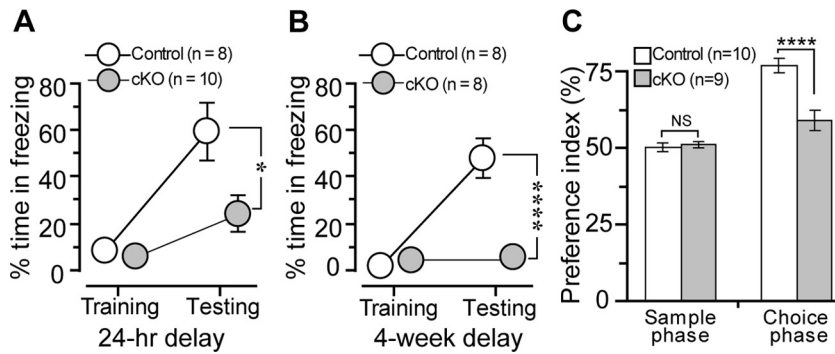 A
Control (n = 8)
cKO (n = 10)
% time in freezing
80
60
40
20
0
*
Training
Testing
24-hr delay
B
Control (n = 8)
cKO (n = 8)
% time in freezing
80
60
40
20
0
****
Training
Testing
4-week delay
C
Control (n=10)
cKO (n=9)
Preference index (%)
75
50
25
0
NS
****
Sample
phase
Choice
phase